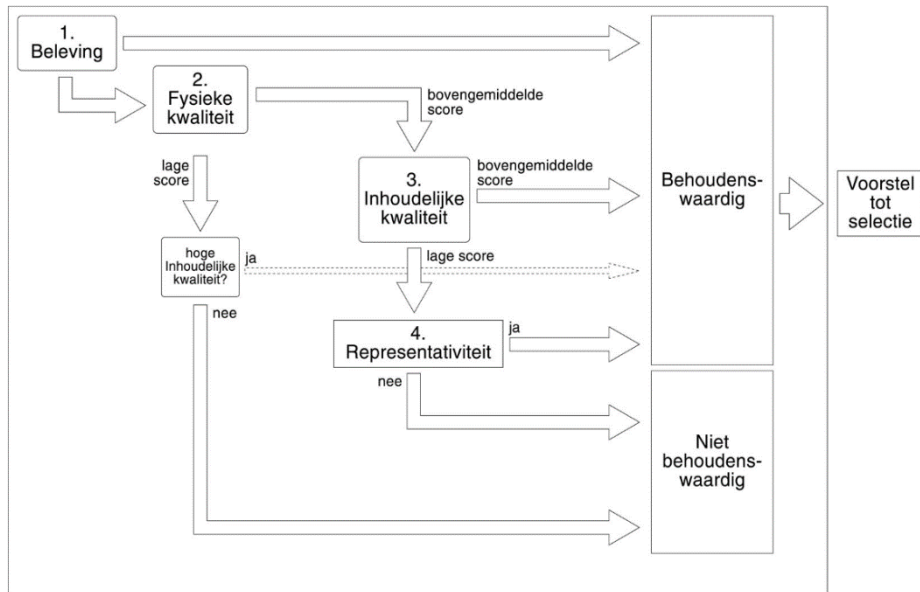 1.
Beleving
2.
Fysieke
kwaliteit
bovengemiddelde
score
lage
score
3.
Inhoudelijke
kwaliteit
bovengemiddelde
score
Behoudens-
waardig
Voorstel
tot
selectie
hoge
Inhoudelijke
kwaliteit?
ja
lage score
nee
4.
Representativiteit
ja
nee
Niet
behoudens-
waardig